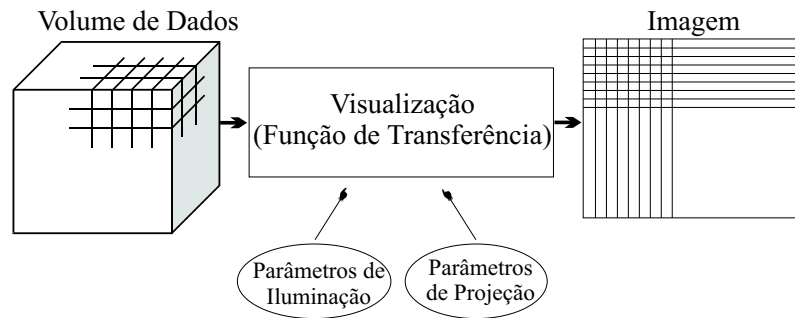 Volume de Dados
Imagem
Visualização
(Função de Transferência)
Parâmetros de
Iluminação
Parâmetros
de Projeção